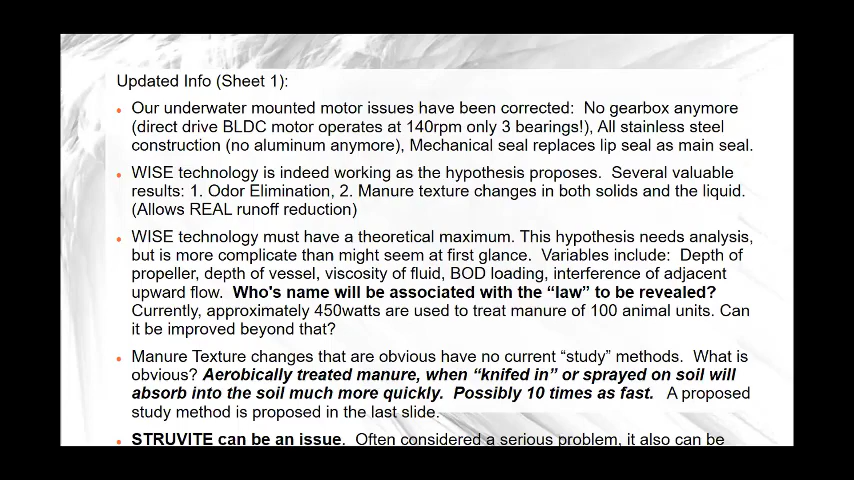 Updated Info (Sheet 1):
Our underwater mounted motor issues have been corrected:  No gearbox anymore
(direct drive BLDC motor operates at 140rpm only 3 bearings!), All stainless steel
construction (no aluminum anymore), Mechanical seal replaces lip seal as main seal.
WISE technology is indeed working as the hypothesis proposes.  Several valuable
results: 1. Odor Elimination, 2. Manure texture changes in both solids and the liquid.
(Allows REAL runoff reduction)
WISE technology must have a theoretical maximum. This hypothesis needs analysis,
but is more complicated than might seem at first glance.  Variables include:  Depth of
propeller, depth of vessel, viscosity of fluid, BOD loading, interference of adjacent
upward flow.  Who's name will be associated with the “law” to be revealed?
Currently, approximately 450watts are used to treat manure of 100 animal units. Can
it be improved beyond that?
Manure Texture changes that are obvious have no current “study” methods.  What is
obvious? Aerobically treated manure, when “knifed in” or sprayed on soil will
absorb into the soil much more quickly.  Possibly 10 times as fast.  A proposed
study method is proposed in the last slide.
STRUVITE can be an issue.  Often considered a serious problem, it also can be